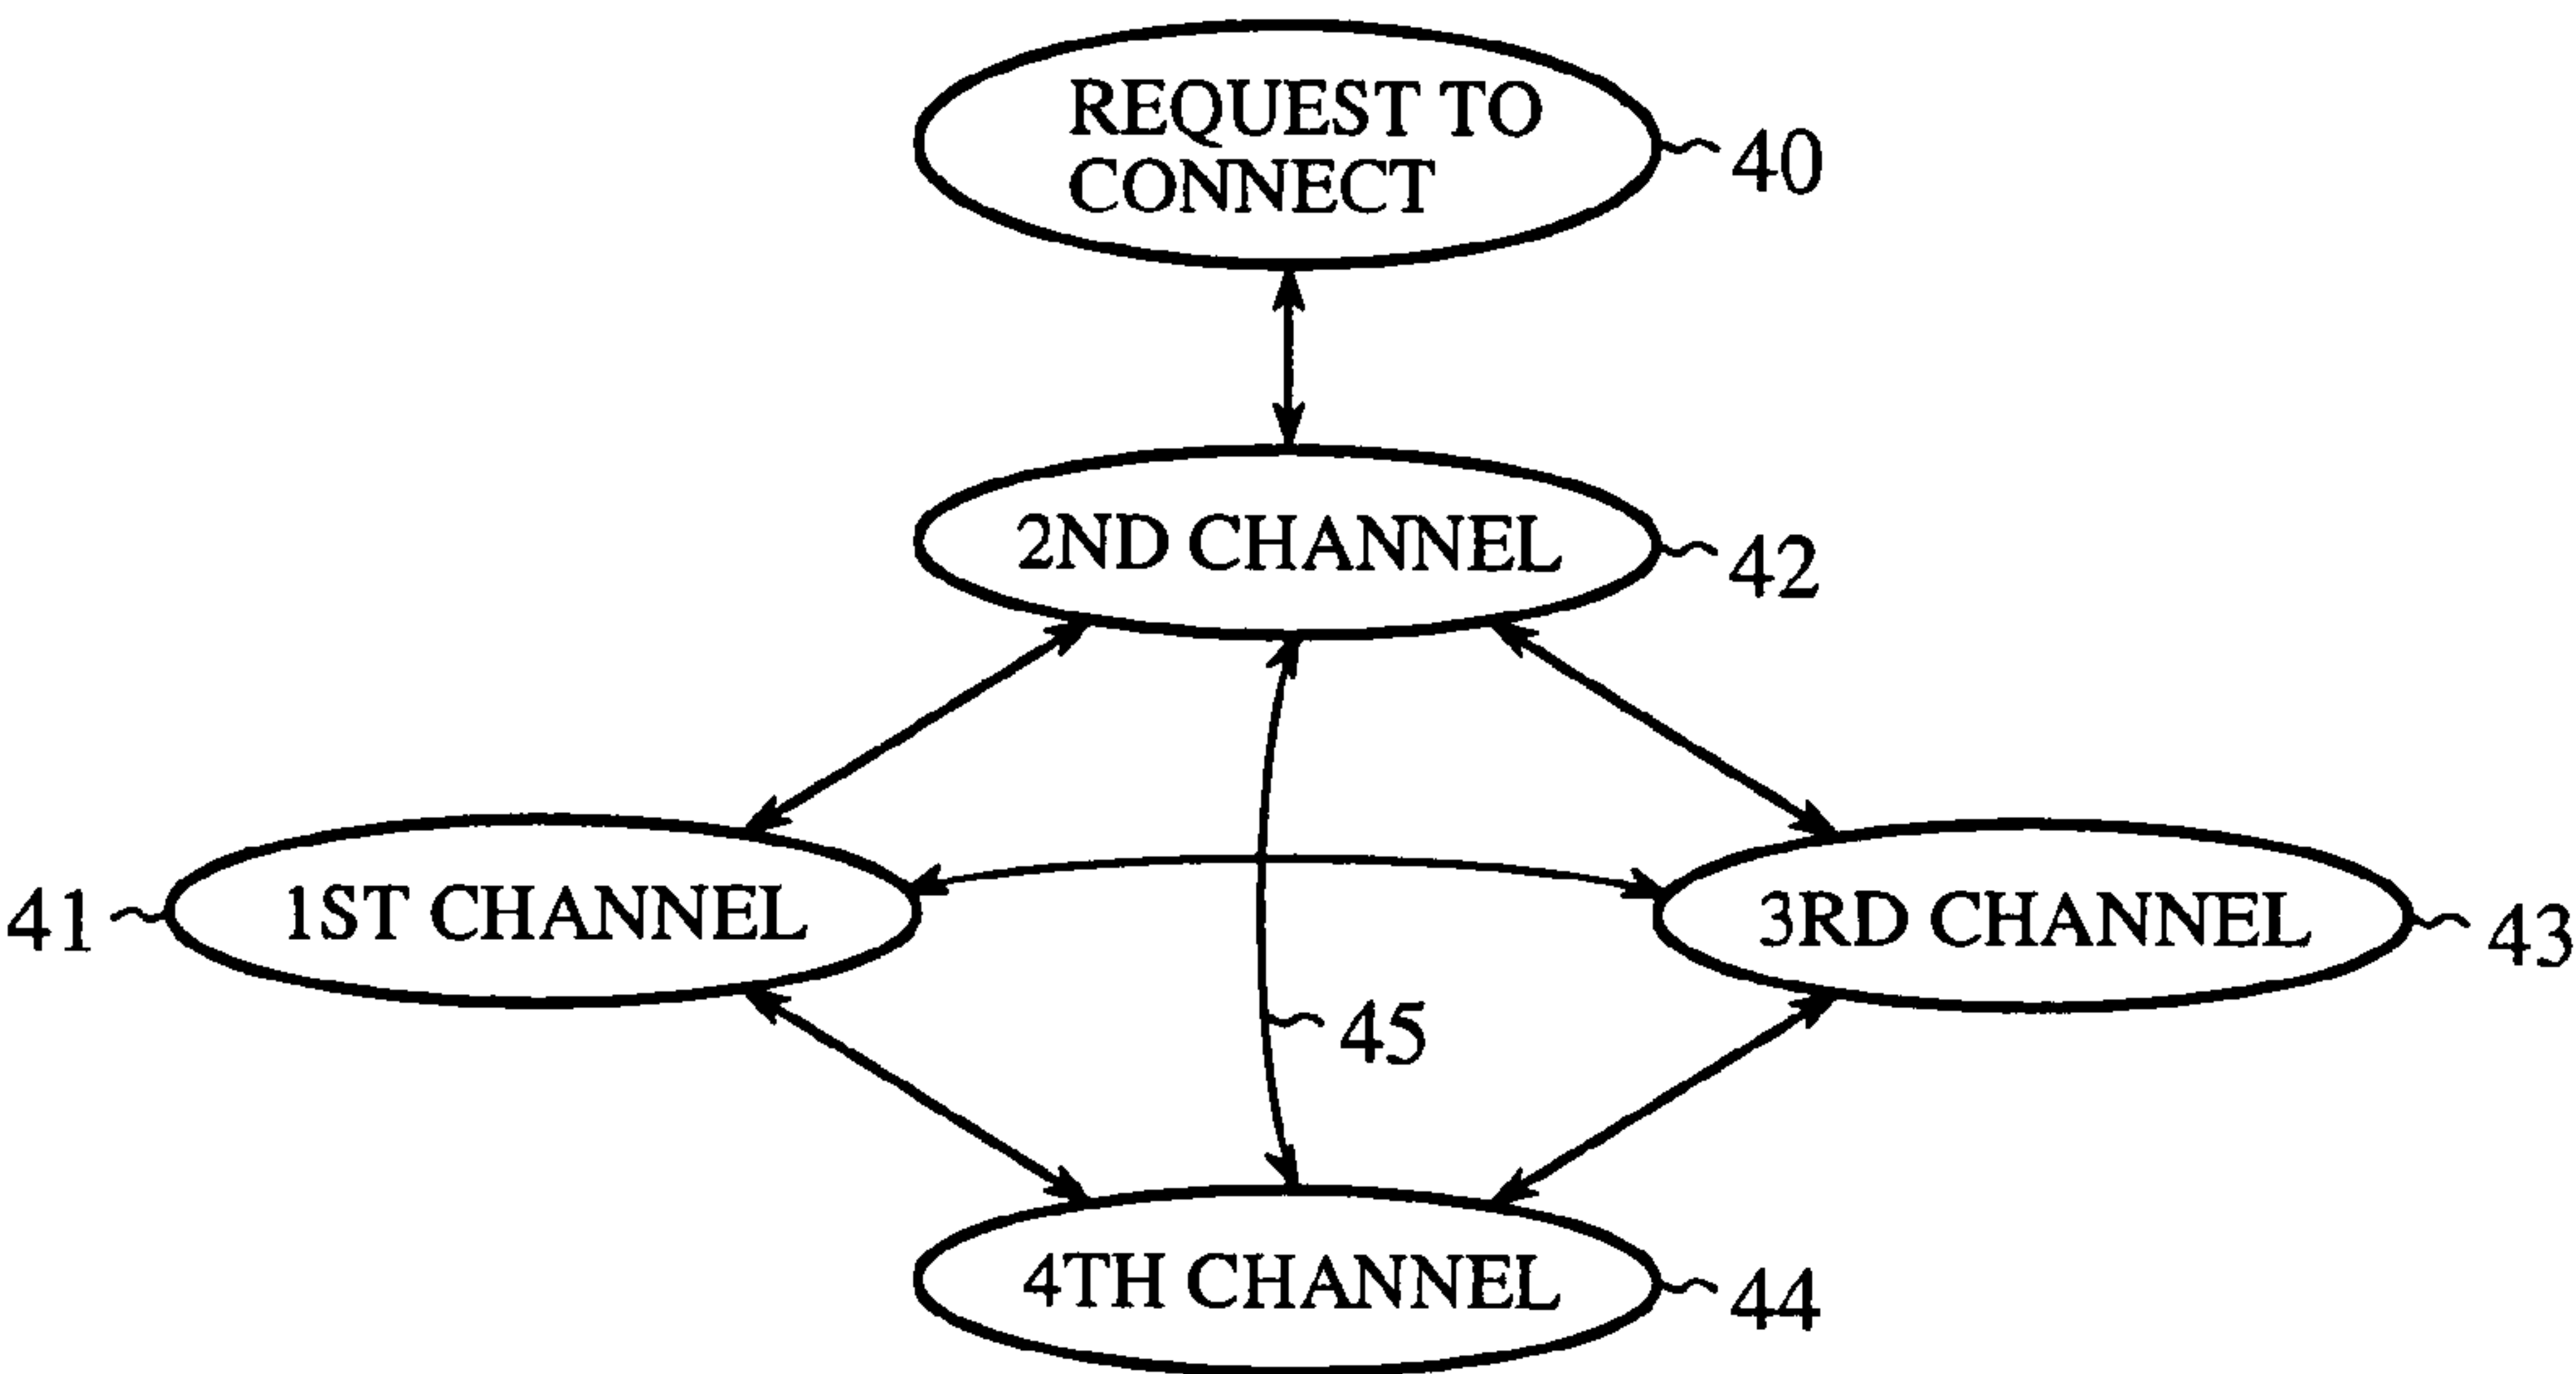 REQUEST TO
CONNECT
40
2ND CHANNEL
42
41
1ST CHANNEL
3RD CHANNEL
43
45
4TH CHANNEL
44